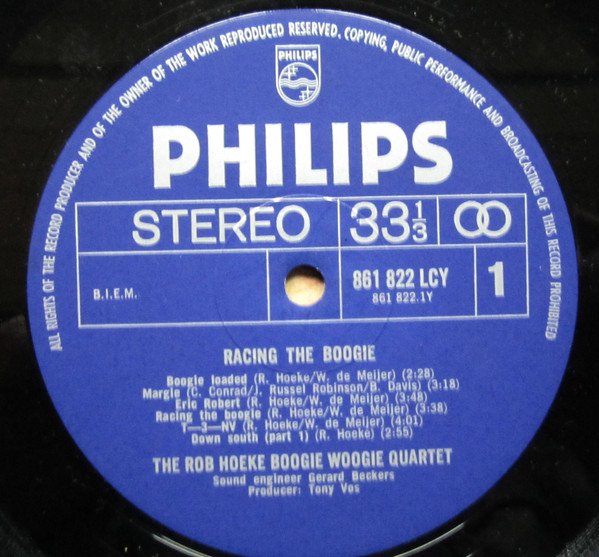 ALL RIGHTS OF THE RECORD PRODUCER AND OF THE OWNER OF THE WORK REPRODUCED RESERVED. COPYING, PUBLIC PERFORMANCE AND BROADCASTING OF THIS RECORD PROHIBITED
PHILIPS
PHILIPS
STEREO 33⅓
B.I.E.M.
861 822 LCY
861 822.1Y
1
RACING THE BOOGIE
Boogie loaded (R. Hoeke/W. de Meijer) (2:28)
Margie (C. Conrad/J. Russel Robinson/B. Davis) (3:18)
Eric Robert (R. Hoeke/W. de Meijer) (3:48)
Racing the boogie (R. Hoeke/W. de Meijer) (3:38)
T—3—NV (R. Hoeke/W. de Meijer) (4:01)
Down south (part 1) (R. Hoeke) (2:55)
THE ROB HOEKE BOOGIE WOOGIE QUARTET
Sound engineer Gerard Beckers
Producer: Tony Vos